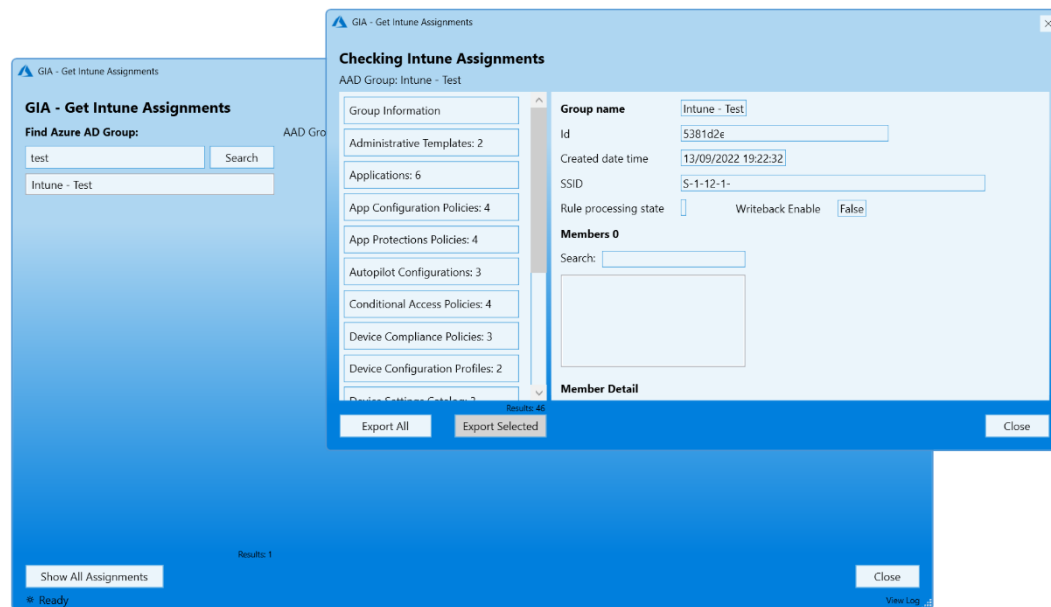 GIA - Get Intune Assignments
GIA - Get Intune Assignments
Find Azure AD Group:
AAD Gro
test
Search
Intune - Test
Results: 1
Show All Assignments
Close
Ready
View Log
GIA - Get Intune Assignments
Checking Intune Assignments
AAD Group: Intune - Test
Group Information
Administrative Templates: 2
Applications: 6
App Configuration Policies: 4
App Protections Policies: 4
Autopilot Configurations: 3
Conditional Access Policies: 4
Device Compliance Policies: 3
Device Configuration Profiles: 2
Device Settings Catalog: 2
Results: 46
Export All
Export Selected
Group name Intune - Test
Id 5381d2e
Created date time 13/09/2022 19:22:32
SSID S-1-12-1-
Rule processing state Writeback Enable False
Members 0
Search:
Member Detail
Close